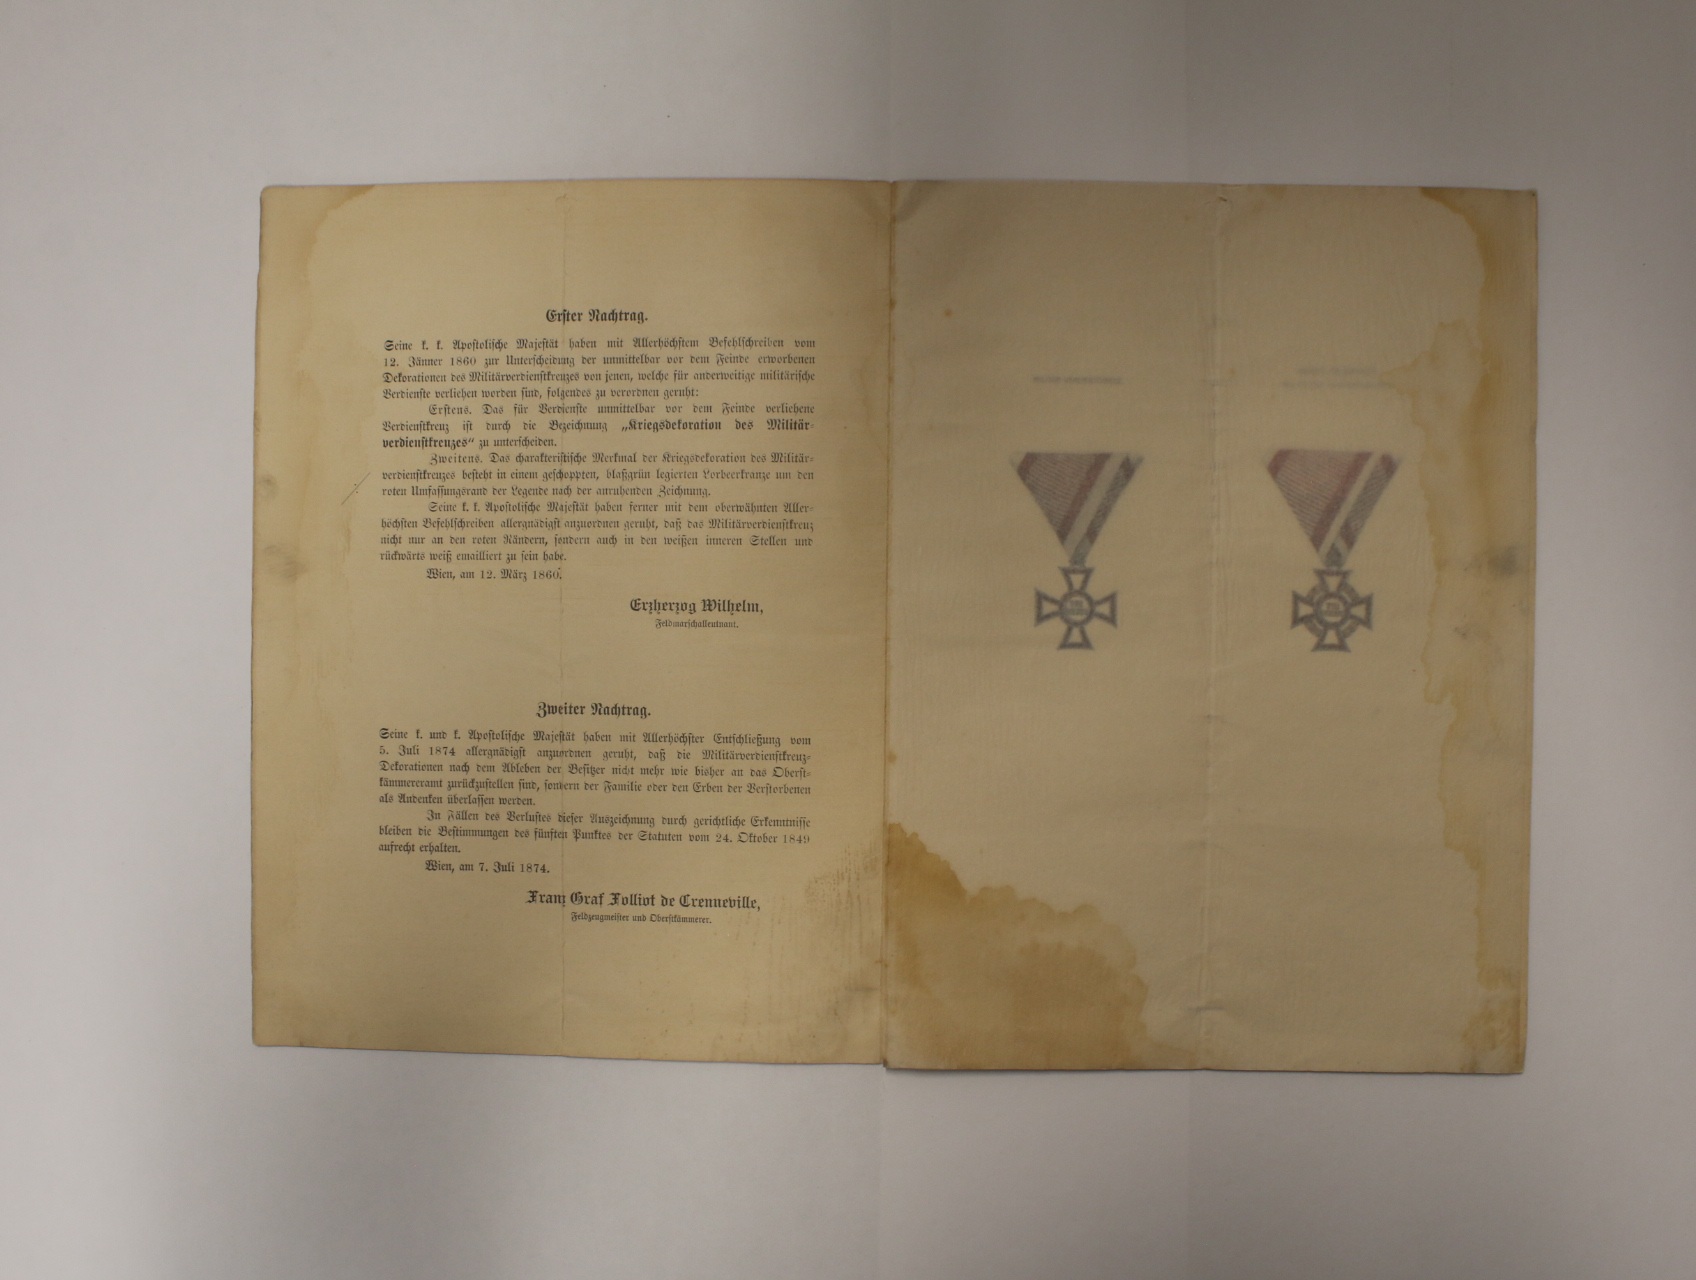 Erster Nachtrag.
Seine k. k. Apostolische Majestät haben mit Allerhöchstem Befehlschreiben vom
12. Jänner 1860 zur Unterscheidung der unmittelbar vor dem Feinde erworbenen
Dekorationen des Militärverdienstkreuzes von jenen, welche für anderweitige militärische
Verdienste verliehen worden sind, folgendes zu verordnen geruht:
Erstens. Das für Verdienste unmittelbar vor dem Feinde verliehene
Verdienstkreuz ist durch die Bezeichnung „Kriegsdekoration des Militär-
verdienstkreuzes“ zu unterscheiden.
Zweitens. Das charakteristische Merkmal der Kriegsdekoration des Militär-
verdienstkreuzes besteht in einem geschoppten, blaßgrün legierten Lorbeerkranze um den
roten Umfassungsrand der Legende nach der anruhenden Zeichnung.
Seine k. k. Apostolische Majestät haben ferner mit dem oberwähnten Aller-
höchsten Befehlschreiben allergnädigst anzuordnen geruht, daß das Militärverdienstkreuz
nicht nur an den roten Rändern, sondern auch in den weißen inneren Stellen und
rückwärts weiß emailliert zu sein habe.
Wien, am 12. März 1860.
Erzherzog Wilhelm,
Feldmarschalleutnant.
Zweiter Nachtrag.
Seine k. und k. Apostolische Majestät haben mit Allerhöchster Entschließung vom
5. Juli 1874 allergnädigst anzuordnen geruht, daß die Militärverdienstkreuz-
Dekorationen nach dem Ableben der Besitzer nicht mehr wie bisher an das Oberst-
kämmereramt zurückzustellen sind, sondern der Familie oder den Erben der Verstorbenen
als Andenken überlassen werden.
In Fällen des Verlustes dieser Auszeichnung durch gerichtliche Erkenntnisse
bleiben die Bestimmungen des fünften Punktes der Statuten vom 24. Oktober 1849
aufrecht erhalten.
Wien, am 7. Juli 1874.
Franz Graf Folliot de Crenneville,
Feldzeugmeister und Oberstkämmerer.